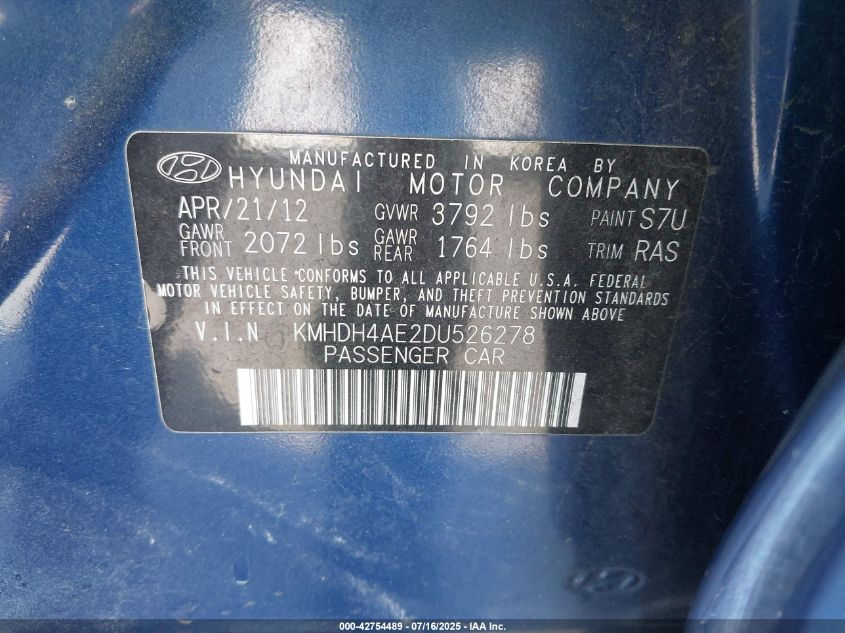 MANUFACTURED IN KOREA BY
HYUNDAI MOTOR COMPANY
APR/21/12 GVWR 3792 lbs PAINT S7U
GAWR FRONT 2072 lbs GAWR REAR 1764 lbs TRIM RAS
THIS VEHICLE CONFORMS TO ALL APPLICABLE U.S.A. FEDERAL
MOTOR VEHICLE SAFETY, BUMPER, AND THEFT PREVENTION STANDARDS
IN EFFECT ON THE DATE OF MANUFACTURE SHOWN ABOVE
V.I.N KMHDH4AE2DU526278
PASSENGER CAR
000-42754489 - 07/16/2025 - IAA Inc.